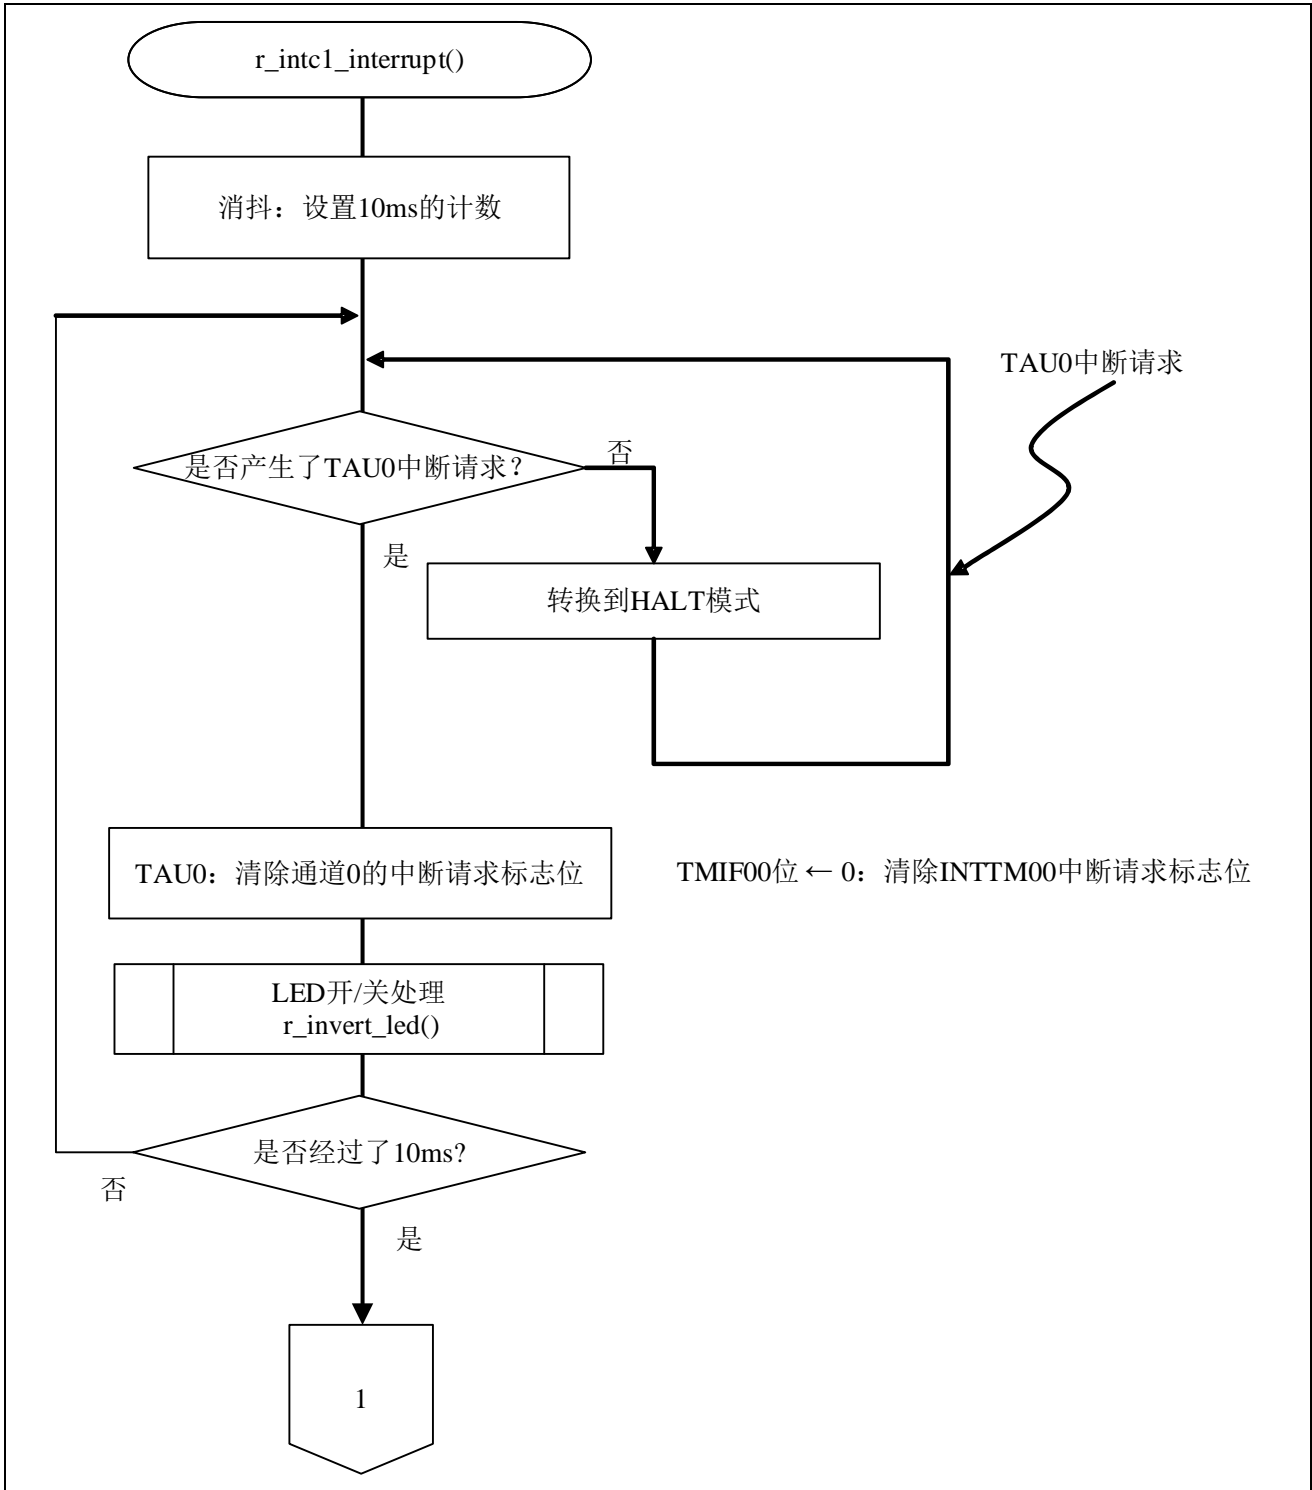 r_intc1_interrupt()
消抖：设置10ms的计数
TAU0中断请求
是否产生了TAU0中断请求？
否
是
转换到HALT模式
TAU0：清除通道0的中断请求标志位
TMIF00位 ← 0：清除INTTM00中断请求标志位
LED开/关处理
r_invert_led()
是否经过了10ms?
否
是
1